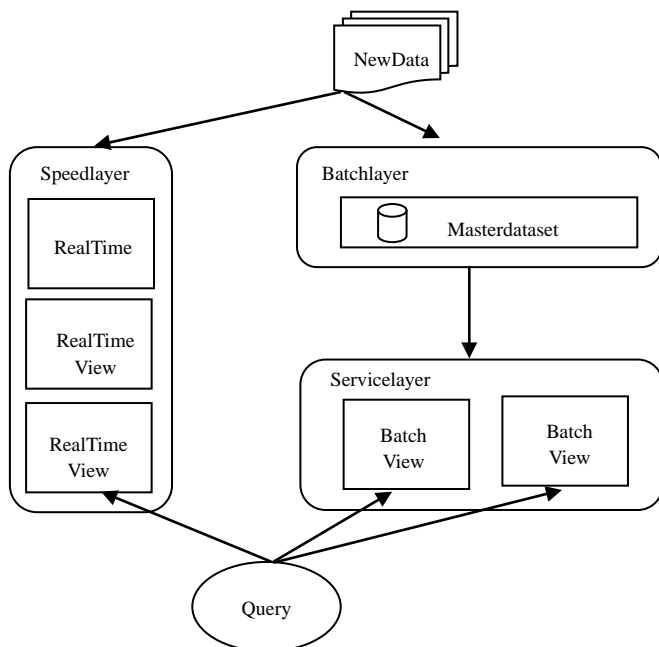 NewData
Speedlayer
RealTime
RealTime
View
RealTime
View
Batchlayer
Masterdataset
Servicelayer
Batch
View
Batch
View
Query